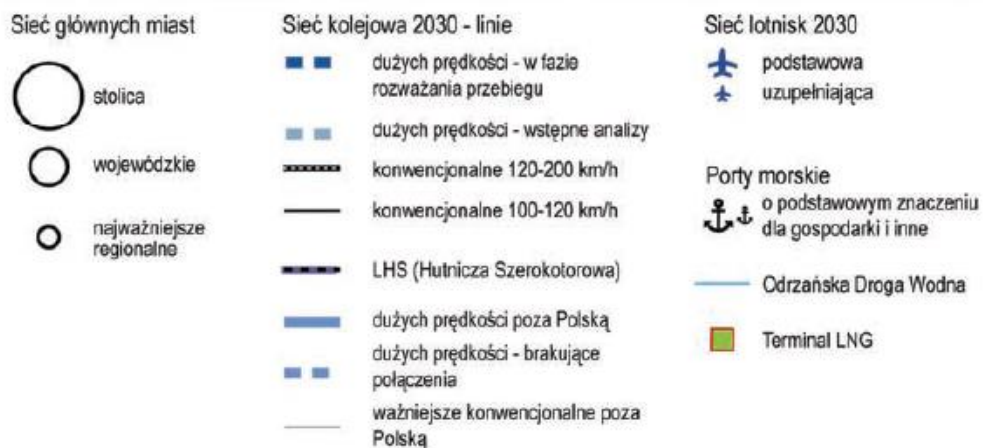 Sieć głównych miast
stolica
wojewódzkie
najważniejsze
regionalne
Sieć kolejowa 2030 - linie
dużych prędkości - w fazie
rozważania przebiegu
dużych prędkości - wstępne analizy
konwencjonalne 120-200 km/h
konwencjonalne 100-120 km/h
LHS (Hutnicza Szerokotorowa)
dużych prędkości poza Polską
dużych prędkości - brakujące
połączenia
ważniejsze konwencjonalne poza
Polską
Sieć lotnisk 2030
podstawowa
uzupełniająca
Porty morskie
o podstawowym znaczeniu
dla gospodarki i inne
Odrzańska Droga Wodna
Terminal LNG